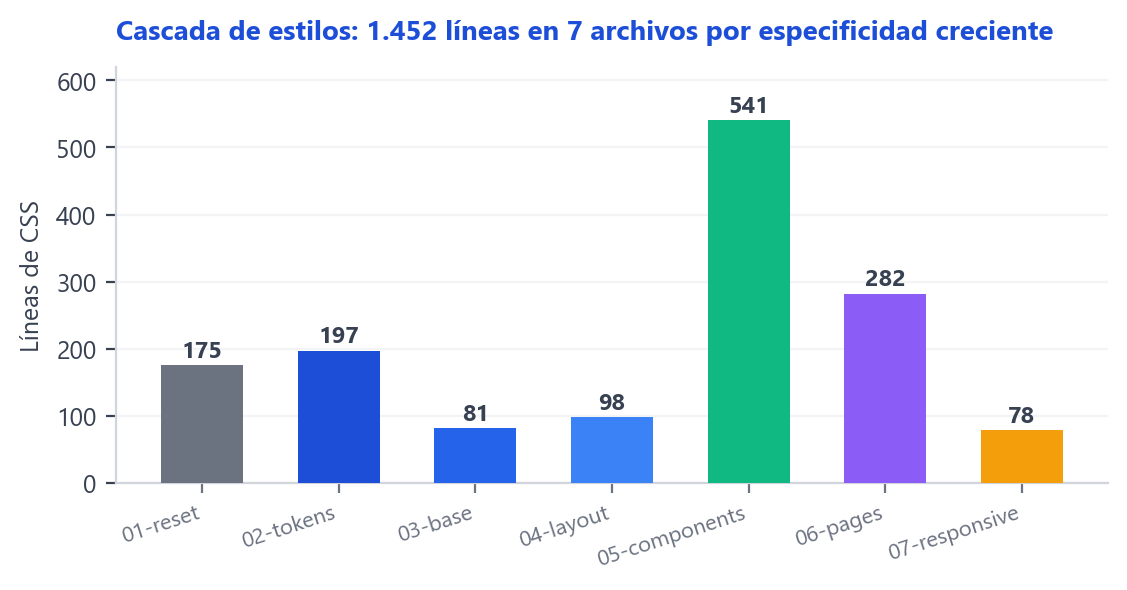 Cascada de estilos: 1.452 líneas en 7 archivos por especificidad creciente
Líneas de CSS
600
500
400
300
200
100
0
175
197
81
98
541
282
78
01-reset
02-tokens
03-base
04-layout
05-components
06-pages
07-responsive